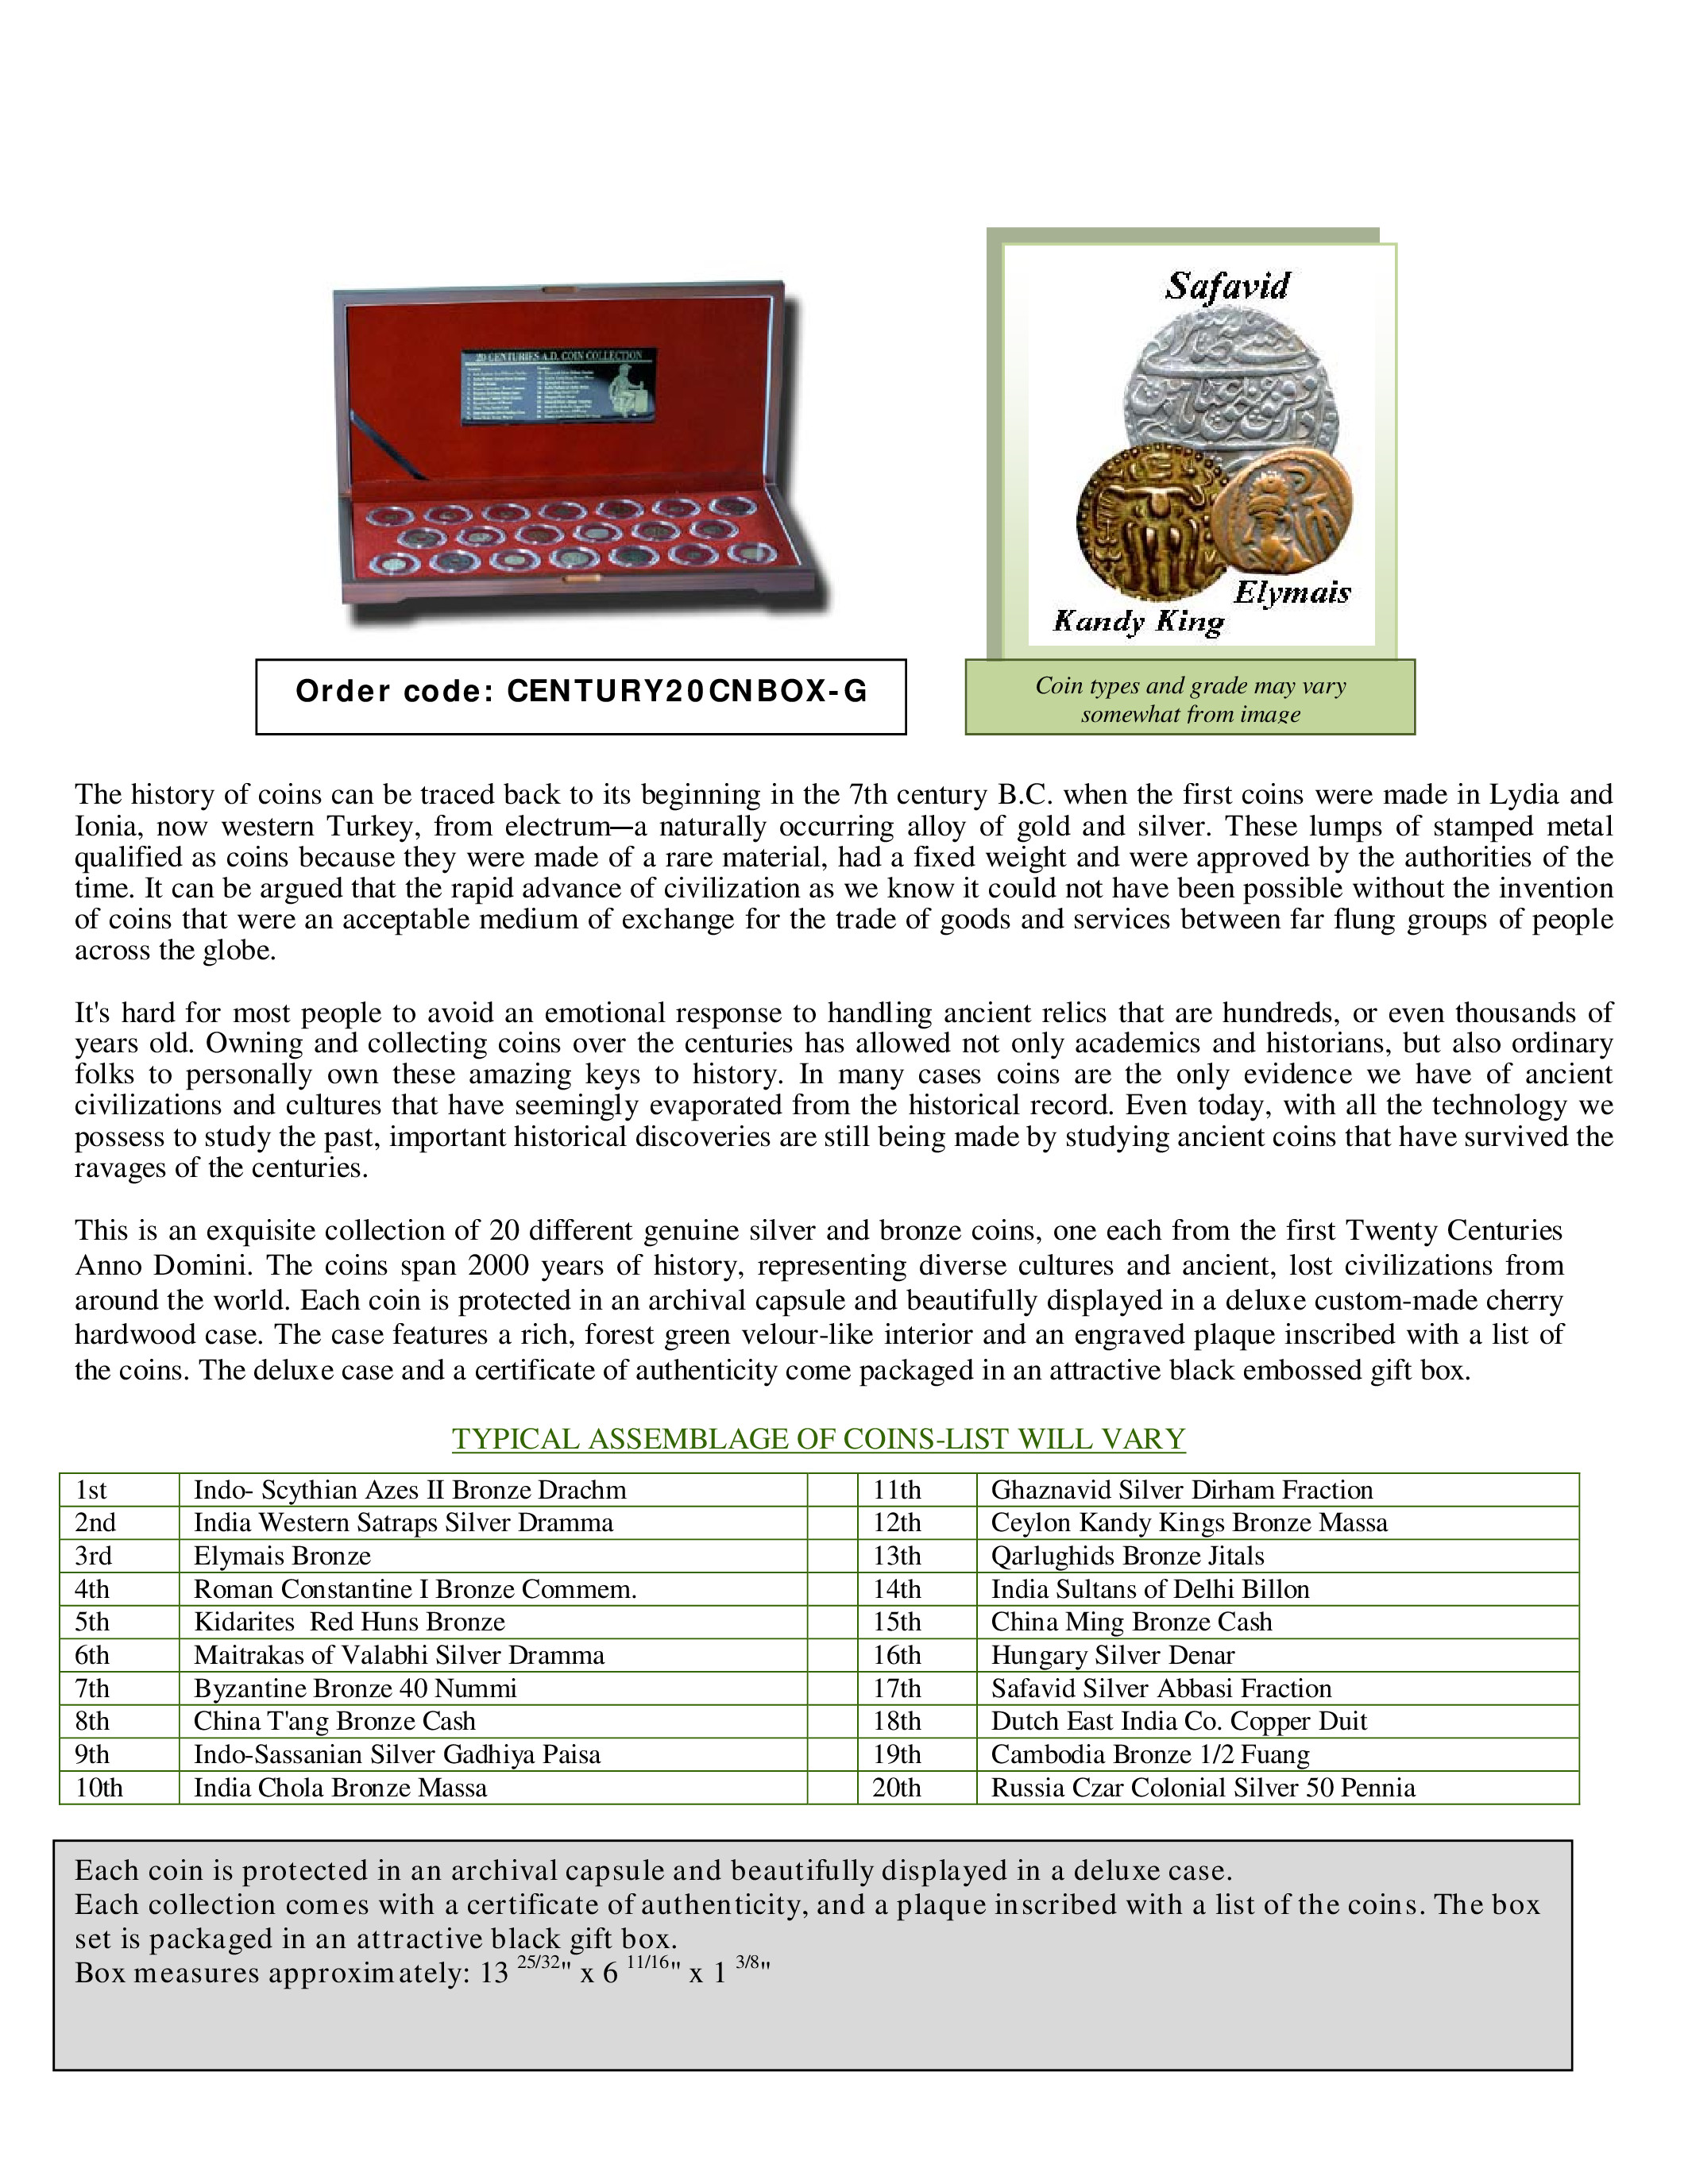 20 CENTURIES A.D. COIN COLLECTION
Safavid
Elymais
Kandy King
Order code: CENTURY20CNBOX-G
Coin types and grade may vary
somewhat from image
The history of coins can be traced back to its beginning in the 7th century B.C. when the first coins were made in Lydia and
Ionia, now western Turkey, from electrum—a naturally occurring alloy of gold and silver. These lumps of stamped metal
qualified as coins because they were made of a rare material, had a fixed weight and were approved by the authorities of the
time. It can be argued that the rapid advance of civilization as we know it could not have been possible without the invention
of coins that were an acceptable medium of exchange for the trade of goods and services between far flung groups of people
across the globe.
It's hard for most people to avoid an emotional response to handling ancient relics that are hundreds, or even thousands of
years old. Owning and collecting coins over the centuries has allowed not only academics and historians, but also ordinary
folks to personally own these amazing keys to history. In many cases coins are the only evidence we have of ancient
civilizations and cultures that have seemingly evaporated from the historical record. Even today, with all the technology we
possess to study the past, important historical discoveries are still being made by studying ancient coins that have survived the
ravages of the centuries.
This is an exquisite collection of 20 different genuine silver and bronze coins, one each from the first Twenty Centuries
Anno Domini. The coins span 2000 years of history, representing diverse cultures and ancient, lost civilizations from
around the world. Each coin is protected in an archival capsule and beautifully displayed in a deluxe custom-made cherry
hardwood case. The case features a rich, forest green velour-like interior and an engraved plaque inscribed with a list of
the coins. The deluxe case and a certificate of authenticity come packaged in an attractive black embossed gift box.
TYPICAL ASSEMBLAGE OF COINS-LIST WILL VARY
1st Indo- Scythian Azes II Bronze Drachm 11th Ghaznavid Silver Dirham Fraction
2nd India Western Satraps Silver Dramma 12th Ceylon Kandy Kings Bronze Massa
3rd Elymais Bronze 13th Qarlughids Bronze Jitals
4th Roman Constantine I Bronze Commem. 14th India Sultans of Delhi Billon
5th Kidarites Red Huns Bronze 15th China Ming Bronze Cash
6th Maitrakas of Valabhi Silver Dramma 16th Hungary Silver Denar
7th Byzantine Bronze 40 Nummi 17th Safavid Silver Abbasi Fraction
8th China T'ang Bronze Cash 18th Dutch East India Co. Copper Duit
9th Indo-Sassanian Silver Gadhiya Paisa 19th Cambodia Bronze 1/2 Fuang
10th India Chola Bronze Massa 20th Russia Czar Colonial Silver 50 Pennia
Each coin is protected in an archival capsule and beautifully displayed in a deluxe case.
Each collection comes with a certificate of authenticity, and a plaque inscribed with a list of the coins. The box
set is packaged in an attractive black gift box.
Box measures approximately: 13 25/32" x 6 11/16" x 1 3/8"